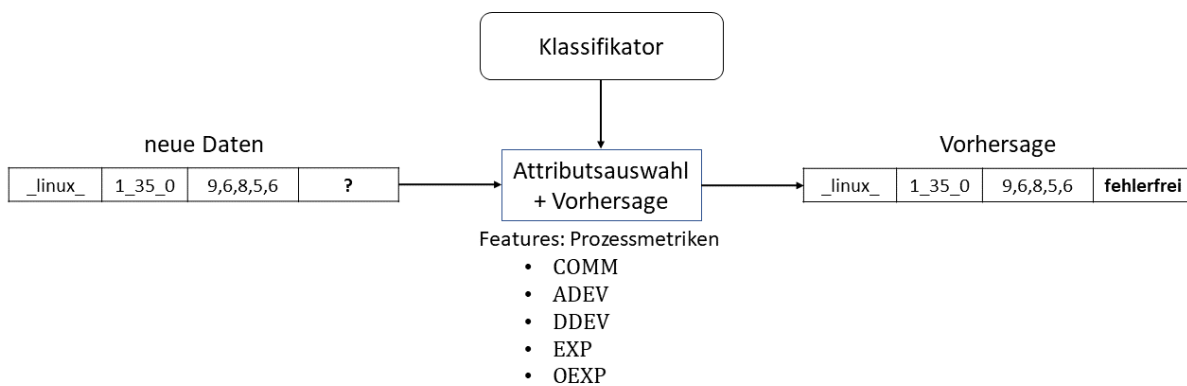 Klassifikator
neue Daten
_linux_ 1_35_0 9,6,8,5,6 ?
Attributsauswahl
+ Vorhersage
Vorhersage
_linux_ 1_35_0 9,6,8,5,6 fehlerfrei
Features: Prozessmetriken
• COMM
• ADEV
• DDEV
• EXP
• OEXP